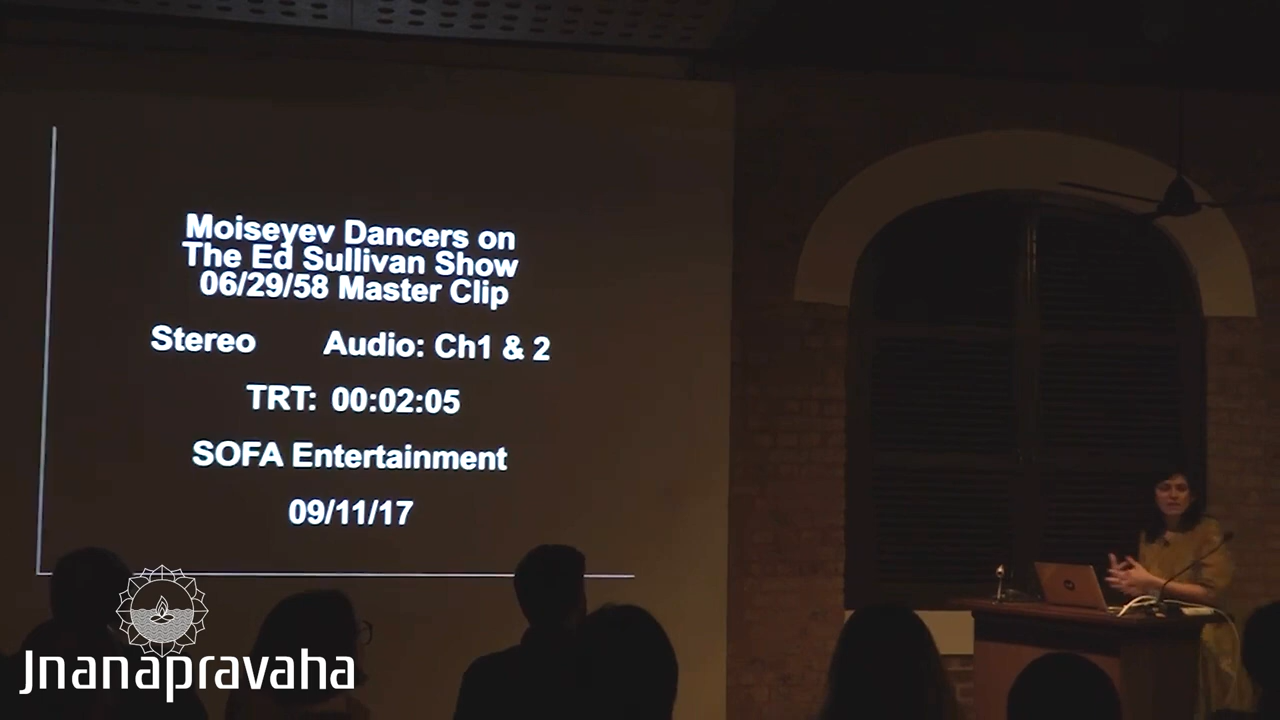 Moiseyev Dancers on
The Ed Sullivan Show
06/29/58 Master Clip
Stereo Audio: Ch1 & 2
TRT: 00:02:05
SOFA Entertainment
09/11/17
Jnanapravaha